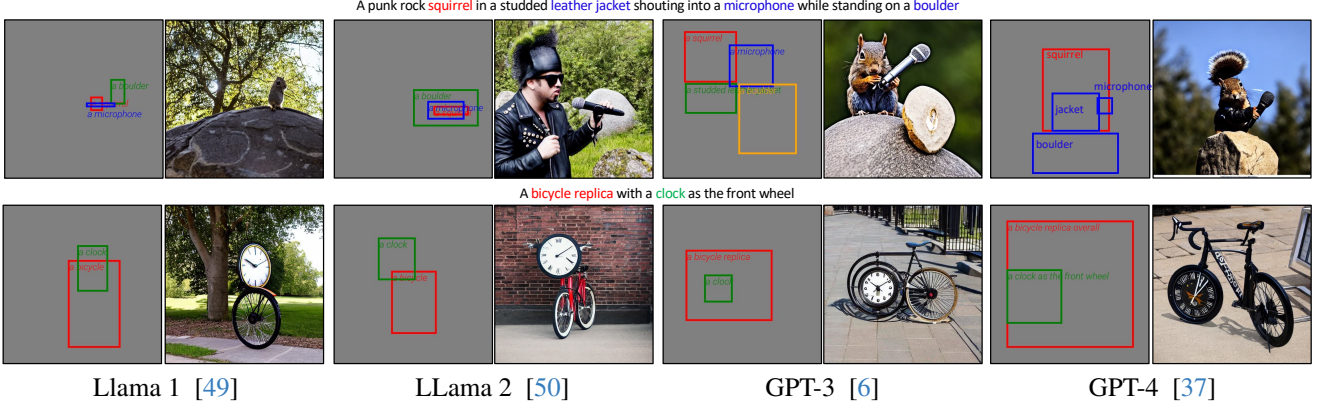 A punk rock squirrel in a studded leather jacket shouting into a microphone while standing on a boulder
a boulder
a microphone
a boulder
a microphone
a squirrel
a microphone
a studded
squirrel
microphone
jacket
boulder
A bicycle replica with a clock as the front wheel
a clock
a bicycle
a clock
a bicycle
a bicycle replica
a clock
a bicycle replica overall
a clock as the front wheel
Llama 1 [49]
LLama 2 [50]
GPT-3 [6]
GPT-4 [37]